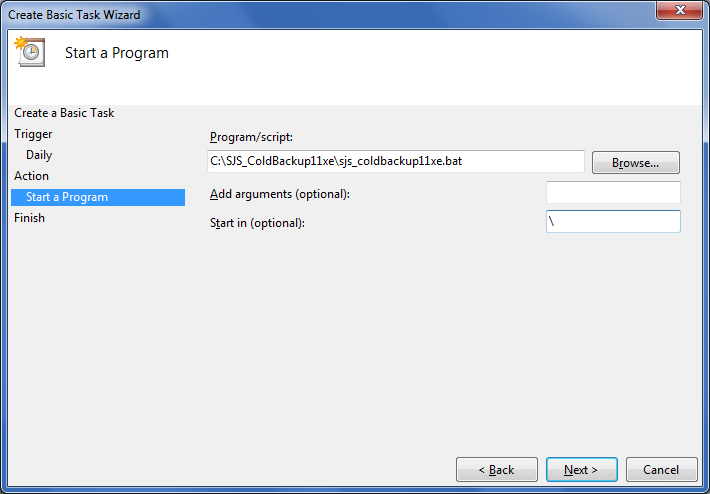 Create Basic Task Wizard
Start a Program
Create a Basic Task
Trigger
Daily
Action
Start a Program
Finish
Program/script:
C:\SJS_ColdBackup11xe\sjs_coldbackup11xe.bat
Browse...
Add arguments (optional):
Start in (optional):
\
< Back
Next >
Cancel